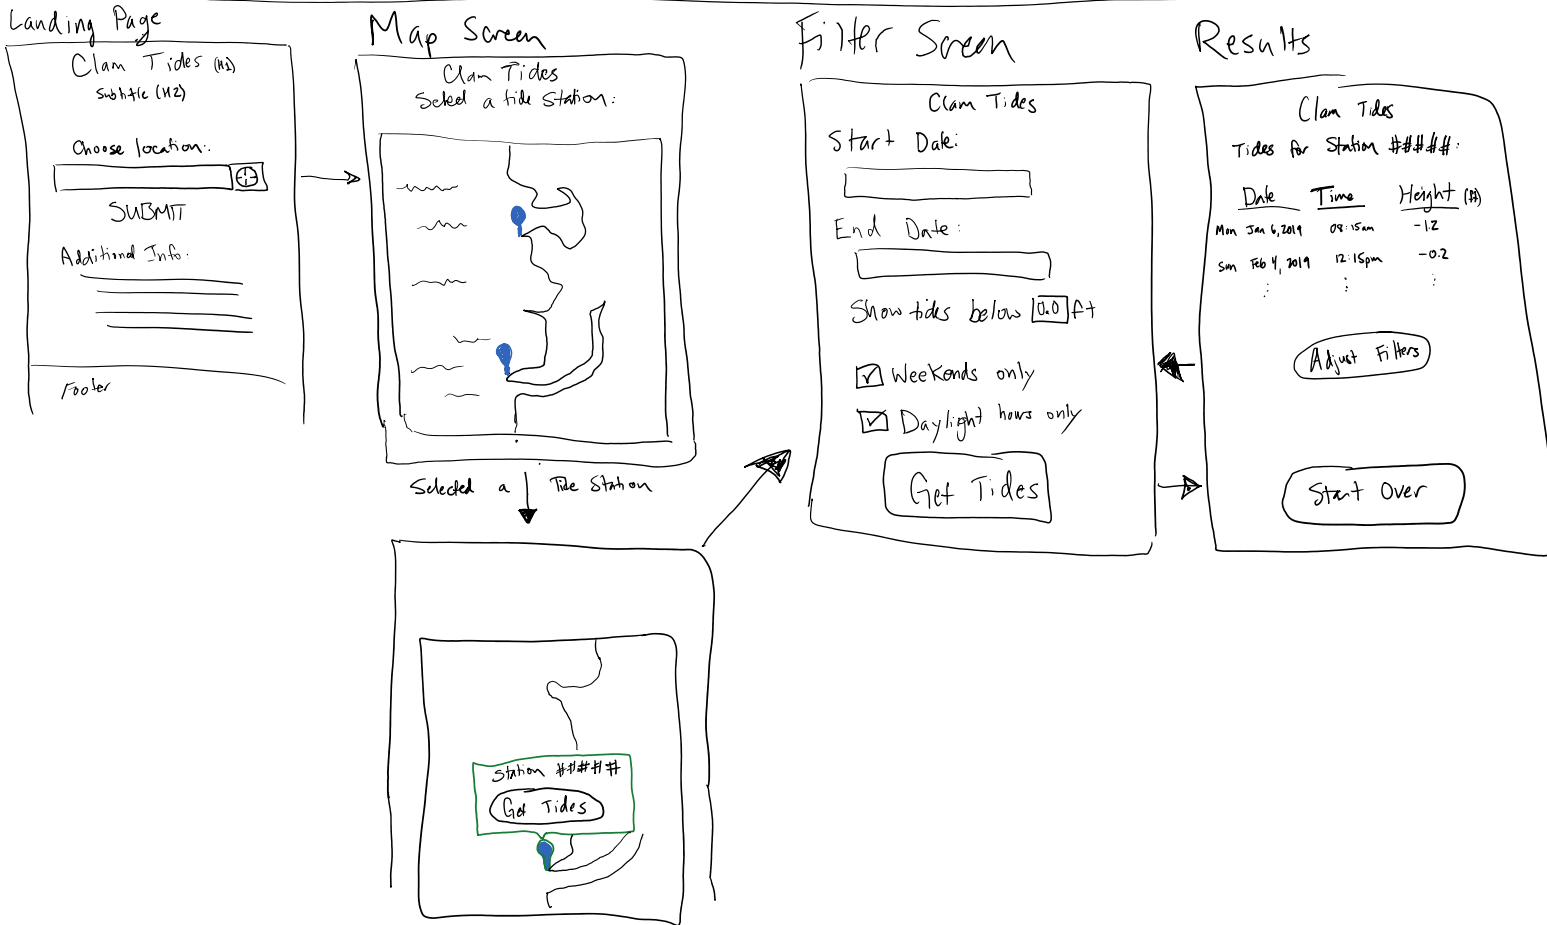 Landing Page
Clam Tides (H1)
Subtitle (H2)
Choose location:
SUBMIT
Additional Info:
Footer
Map Screen
Clam Tides
Select a tide station:
Selected a Tide Station
Station #####
Get Tides
Filter Screen
Clam Tides
Start Date:
End Date:
Show tides below 0.0 ft
Weekends only
Daylight hours only
Get Tides
Results
Clam Tides
Tides for Station #####:
Date Time Height (ft)
Mon Jan 6, 2019 08:15am -1.2
Sun Feb 4, 2019 12:15pm -0.2
Adjust Filters
Start Over